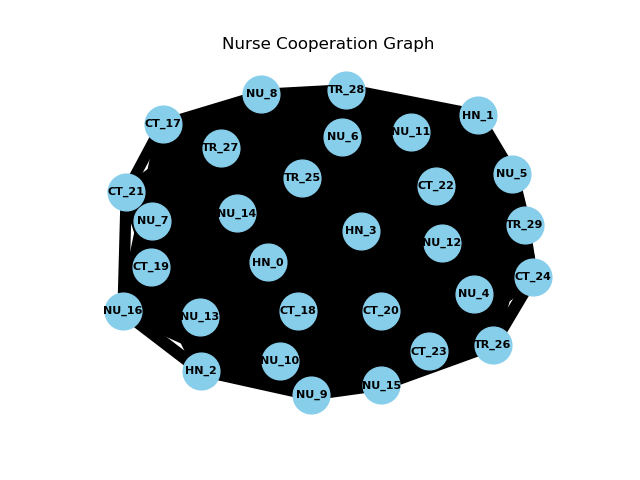 Nurse Cooperation Graph
TR_28
NU_8
HN_1
CT_17
NU_11
NU_6
TR_27
NU_5
TR_25
CT_22
CT_21
NU_14
NU_7
TR_29
HN_3
NU_12
HN_0
CT_19
CT_24
NU_4
NU_16
CT_18
CT_20
NU_13
TR_26
CT_23
NU_10
HN_2
NU_15
NU_9